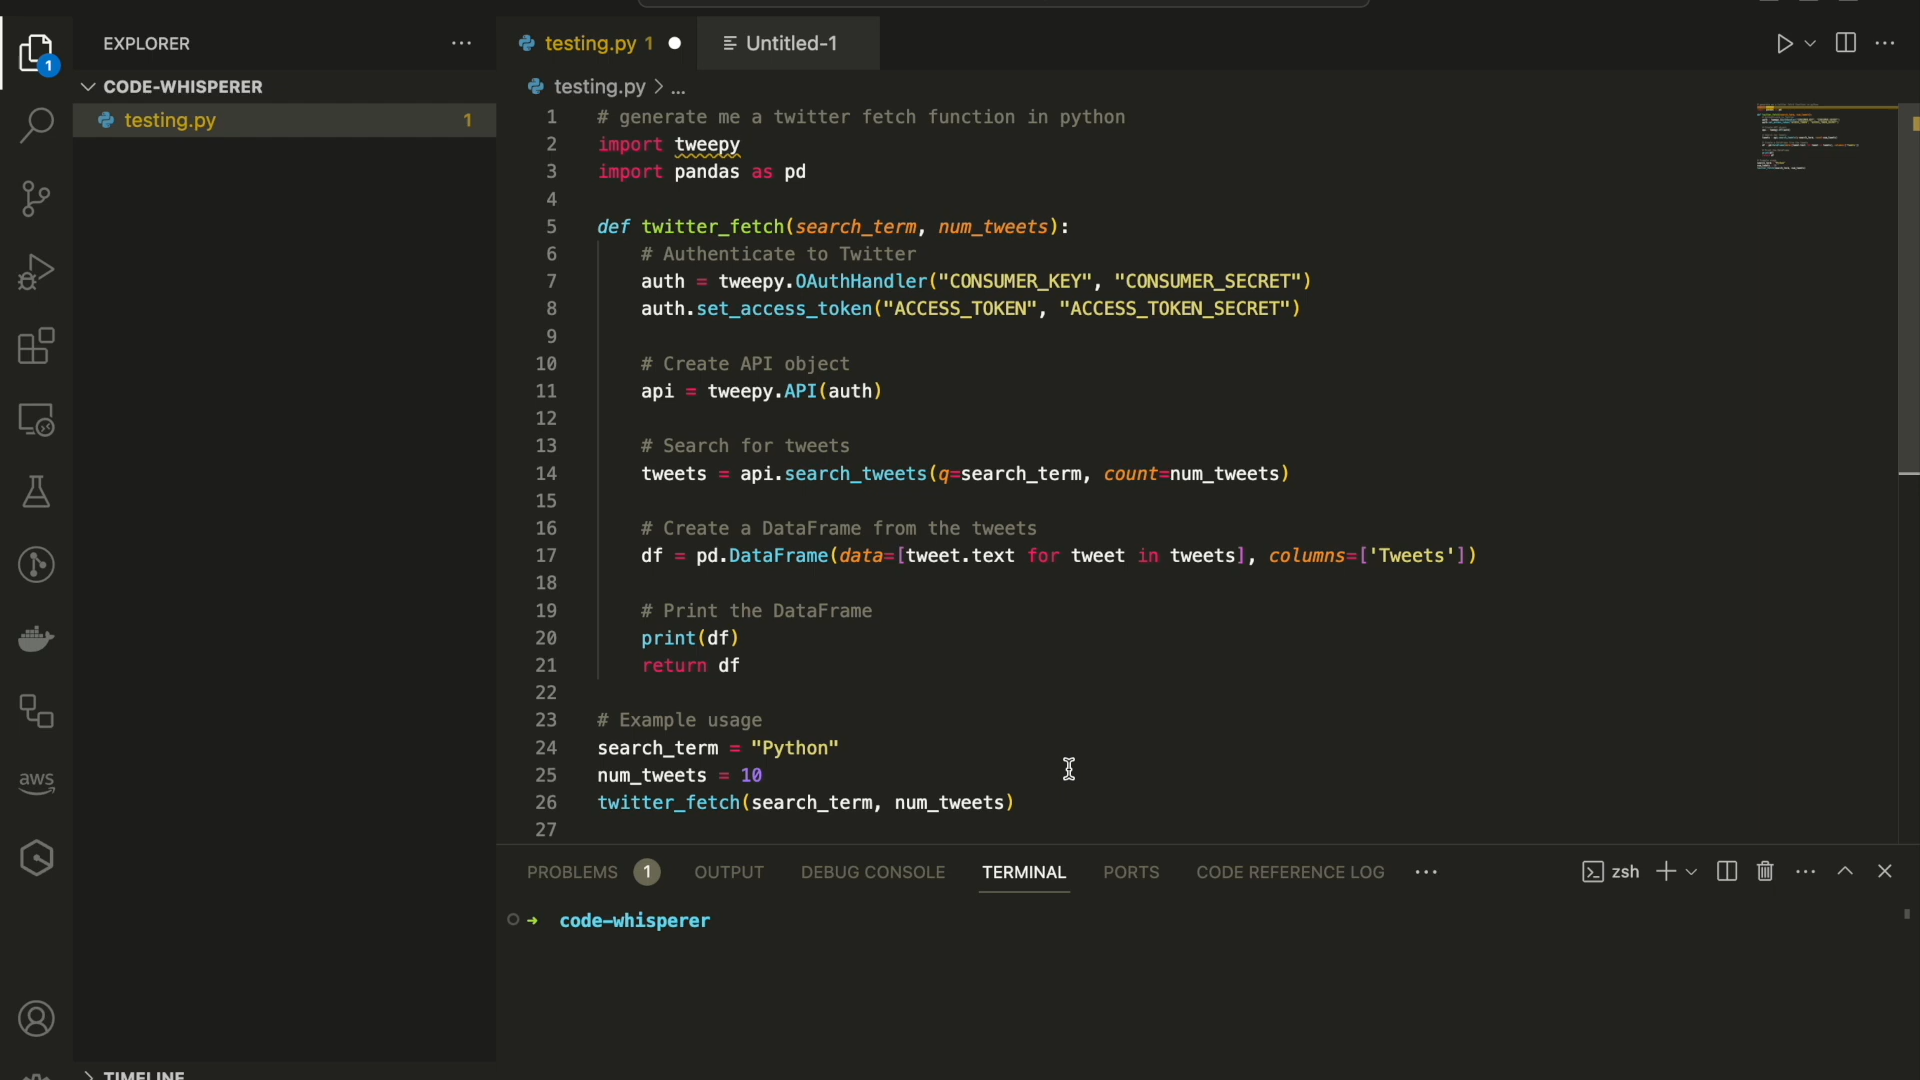 EXPLORER
testing.py 1
Untitled-1
1
CODE-WHISPERER
testing.py 1
testing.py > ...
1 # generate me a twitter fetch function in python
2 import tweepy
3 import pandas as pd
4
5 def twitter_fetch(search_term, num_tweets):
6 # Authenticate to Twitter
7 auth = tweepy.OAuthHandler("CONSUMER_KEY", "CONSUMER_SECRET")
8 auth.set_access_token("ACCESS_TOKEN", "ACCESS_TOKEN_SECRET")
9
10 # Create API object
11 api = tweepy.API(auth)
12
13 # Search for tweets
14 tweets = api.search_tweets(q=search_term, count=num_tweets)
15
16 # Create a DataFrame from the tweets
17 df = pd.DataFrame(data=[tweet.text for tweet in tweets], columns=['Tweets'])
18
19 # Print the DataFrame
20 print(df)
21 return df
22
23 # Example usage
24 search_term = "Python"
25 num_tweets = 10
26 twitter_fetch(search_term, num_tweets)
27
aws
PROBLEMS 1 OUTPUT DEBUG CONSOLE TERMINAL PORTS CODE REFERENCE LOG ... zsh
→ code-whisperer
TIMELINE